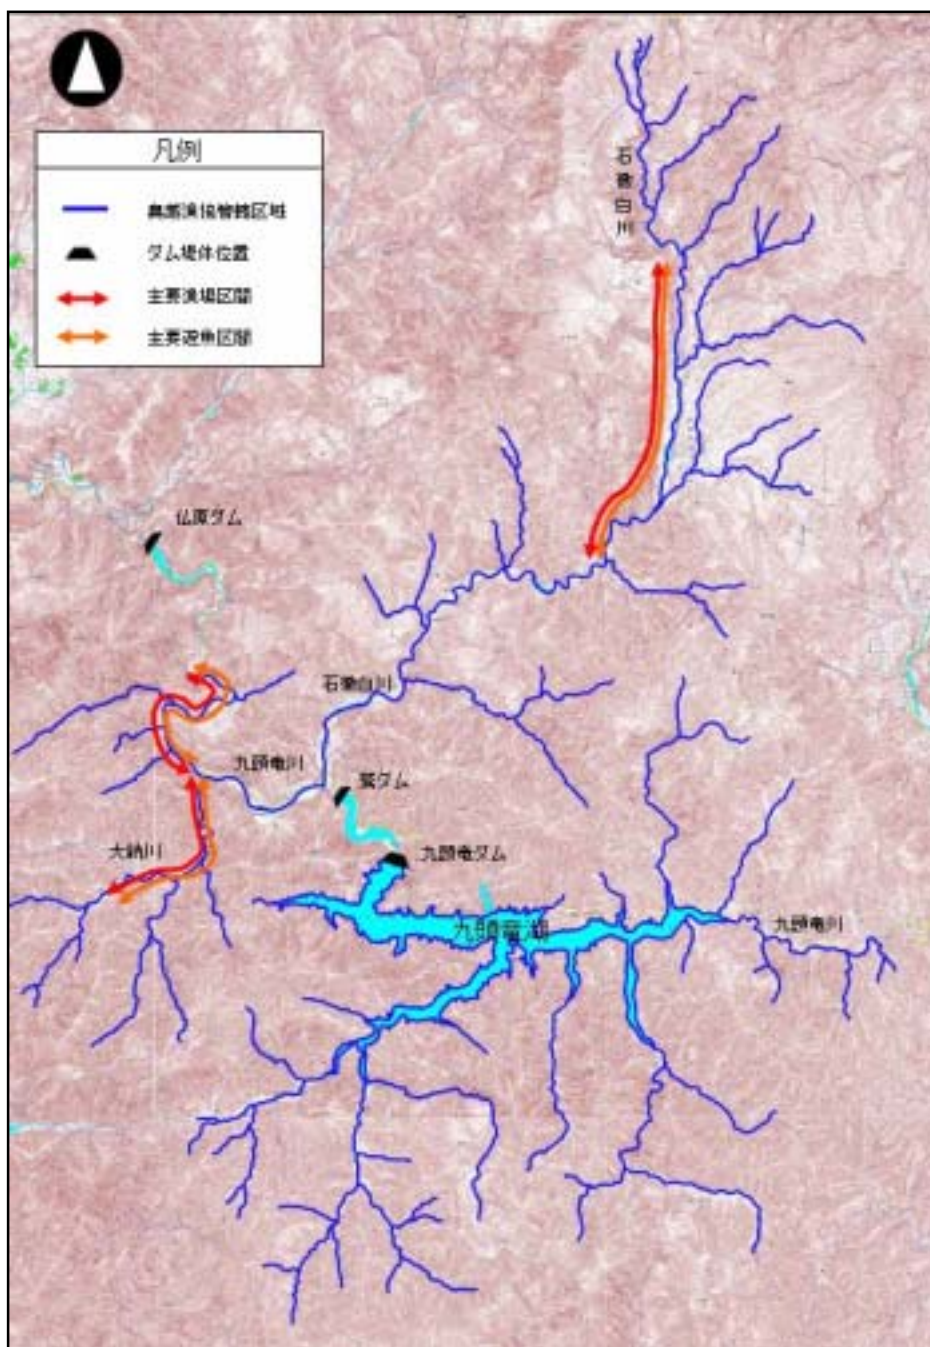 凡例
奥越漁協管轄区域
ダム堤体位置
主要漁場区間
主要遊魚区間
石徹白川
仏原ダム
石徹白川
九頭竜川
鷲ダム
大納川
九頭竜ダム
九頭竜湖
九頭竜川